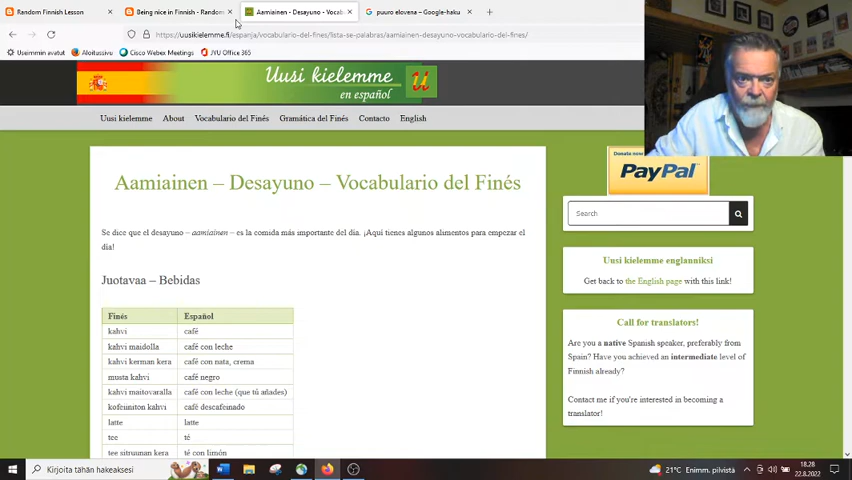 Random Finnish Lesson
Being nice in Finnish - Random
Aamiainen - Desayuno - Vocab
puuro elovena – Google-haku
https://uusikielemme.fi/espanja/vocabulario-del-fines/lista-se-palabras/aamiainen-desayuno-vocabulario-del-fines/
Uusimmin avatut
Aloitussivu
Cisco Webex Meetings
JYU Office 365
Uusi kielemme
en español
Uusi kielemme
About
Vocabulario del Finés
Gramática del Finés
Contacto
English
Aamiainen – Desayuno – Vocabulario del Finés
Se dice que el desayuno – aamiainen – es la comida más importante del día. ¡Aquí tienes algunos alimentos para empezar el
día!
Juotavaa – Bebidas
Finés Español
kahvi café
kahvi maidolla café con leche
kahvi kerman kera café con nata, crema
musta kahvi café negro
kahvi maitovaralla café con leche (que tú añades)
kofeiiniton kahvi café descafeinado
latte latte
tee té
tee sitruunan kera té con limón
Donate now
PayPal
Search
Uusi kielemme englanniksi
Get back to the English page with this link!
Call for translators!
Are you a native Spanish speaker, preferably from
Spain? Have you achieved an intermediate level of
Finnish already?
Contact me if you're interested in becoming a
translator!
Kirjoita tähän hakeaksesi
21°C Enimm. pilvistä
18.28
22.8.2022